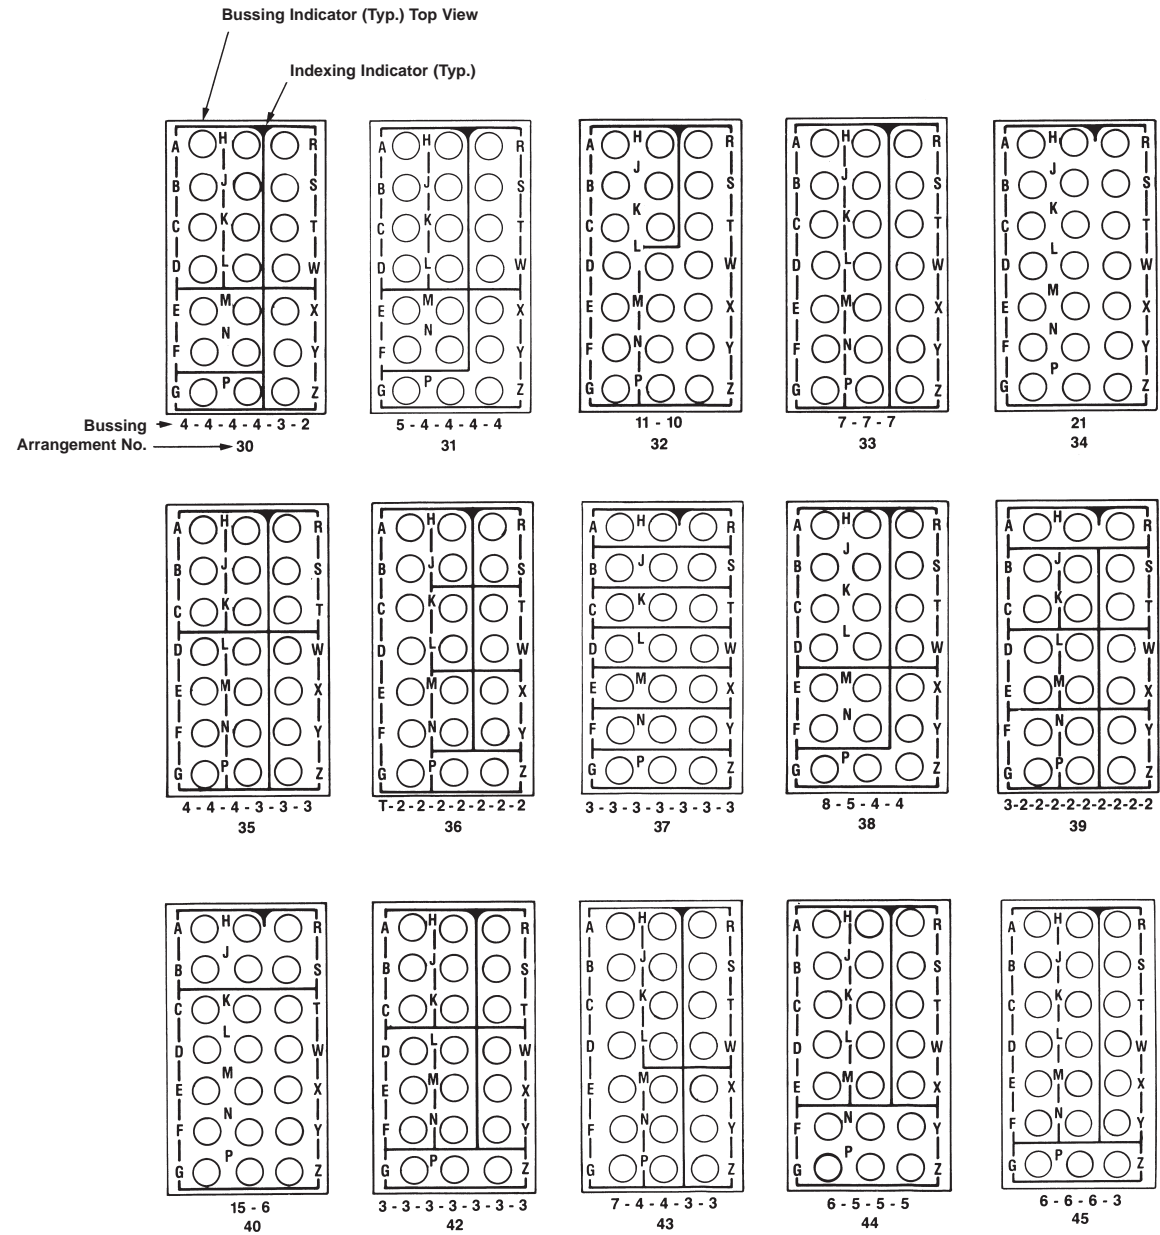 Bussing Indicator (Typ.) Top View
Indexing Indicator (Typ.)
A H R A H R A H R A H R A H R
B J S B J S B J S B J S B J S
C K T C K T C K T C K T C K T
D L W D L W D L W D L W D L W
E M X E M X E M X E M X E M X
F N Y F N Y F N Y F N Y F N Y
G P Z G P Z G P Z G P Z G P Z
Bussing 4 - 4 - 4 - 4 - 3 - 2 5 - 4 - 4 - 4 - 4 11 - 10 7 - 7 - 7 21
Arrangement No. 30 31 32 33 34
A H R A H R A H R A H R A H R
B J S B J S B J S B J S B J S
C K T C K T C K T C K T C K T
D L W D L W D L W D L W D L W
E M X E M X E M X E M X E M X
F N Y F N Y F N Y F N Y F N Y
G P Z G P Z G P Z G P Z G P Z
4 - 4 - 4 - 3 - 3 - 3 T - 2 - 2 - 2 - 2 - 2 - 2 - 2 3 - 3 - 3 - 3 - 3 - 3 - 3 8 - 5 - 4 - 4 3-2-2-2-2-2-2-2-2-2
35 36 37 38 39
A H R A H R A H R A H R A H R
B J S B J S B J S B J S B J S
C K T C K T C K T C K T C K T
D L W D L W D L W D L W D L W
E M X E M X E M X E M X E M X
F N Y F N Y F N Y F N Y F N Y
G P Z G P Z G P Z G P Z G P Z
15 - 6 3 - 3 - 3 - 3 - 3 - 3 - 3 7 - 4 - 4 - 3 - 3 6 - 5 - 5 - 5 6 - 6 - 6 - 3
40 42 43 44 45